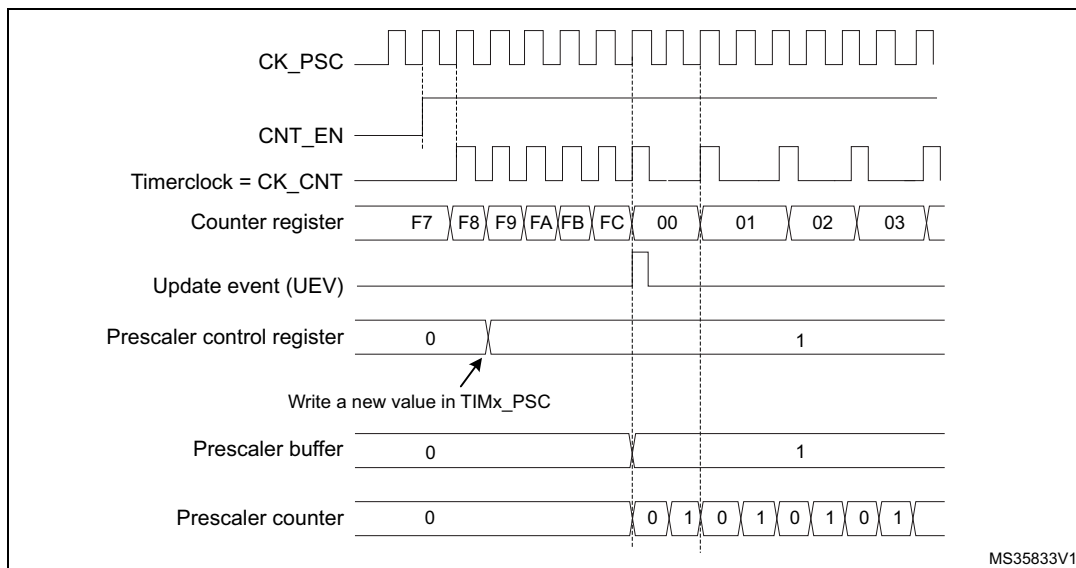 CK_PSC
CNT_EN
Timerclock = CK_CNT
Counter register F7 F8 F9 FA FB FC 00 01 02 03
Update event (UEV)
Prescaler control register 0 1
Write a new value in TIMx_PSC
Prescaler buffer 0 1
Prescaler counter 0 0 1 0 1 0 1 0 1
MS35833V1